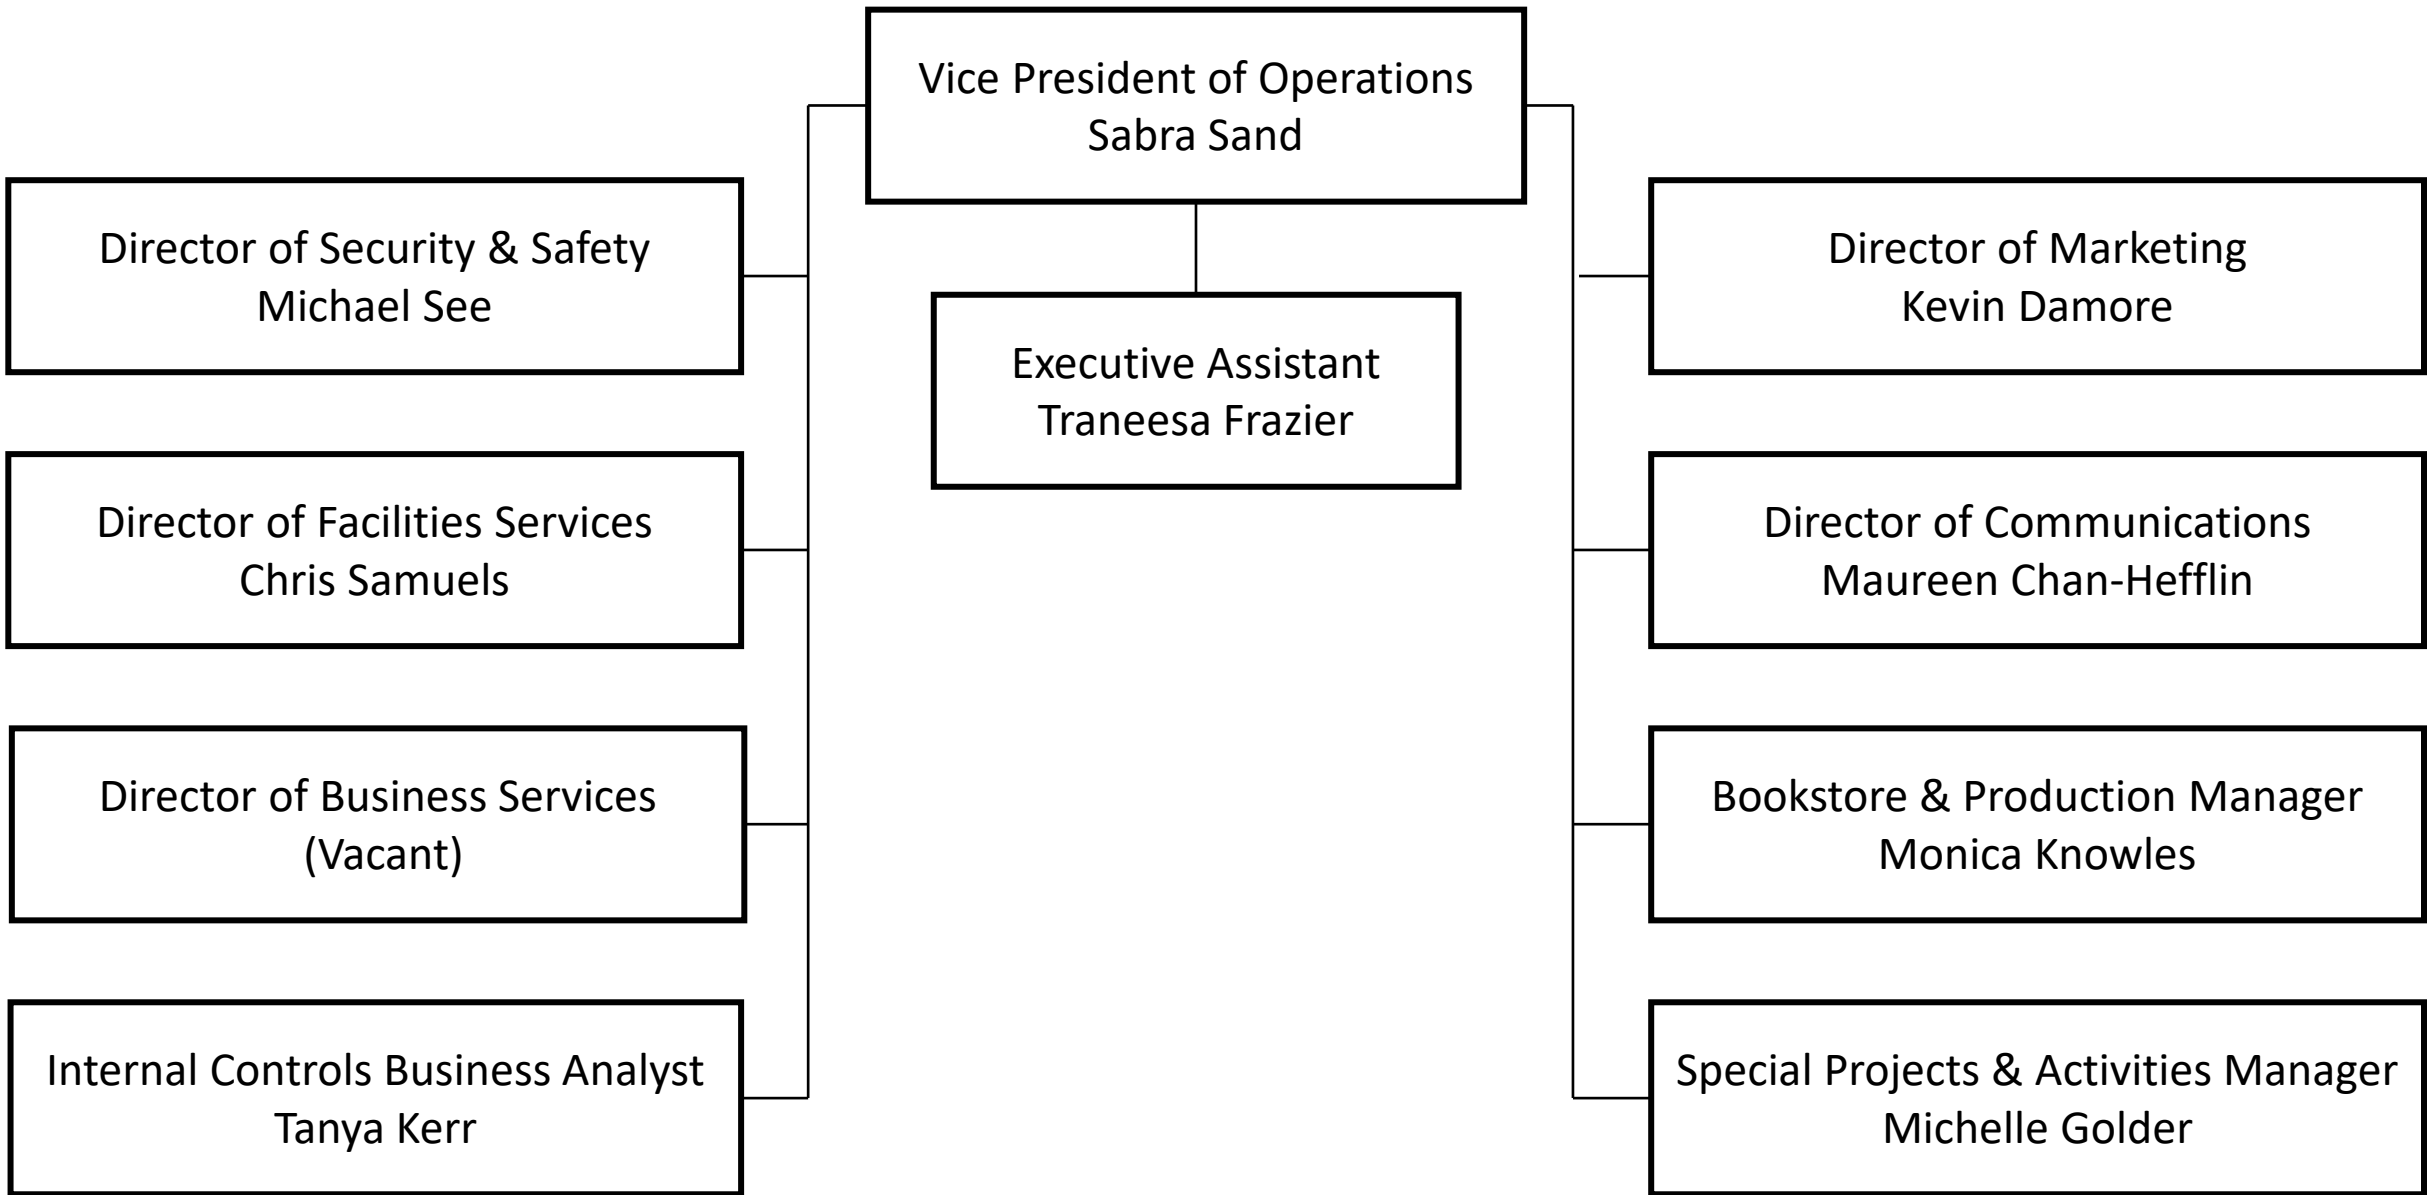 Vice President of Operations
Sabra Sand
Director of Security & Safety
Michael See
Director of Marketing
Kevin Damore
Executive Assistant
Traneesa Frazier
Director of Facilities Services
Chris Samuels
Director of Communications
Maureen Chan-Hefflin
Director of Business Services
(Vacant)
Bookstore & Production Manager
Monica Knowles
Internal Controls Business Analyst
Tanya Kerr
Special Projects & Activities Manager
Michelle Golder